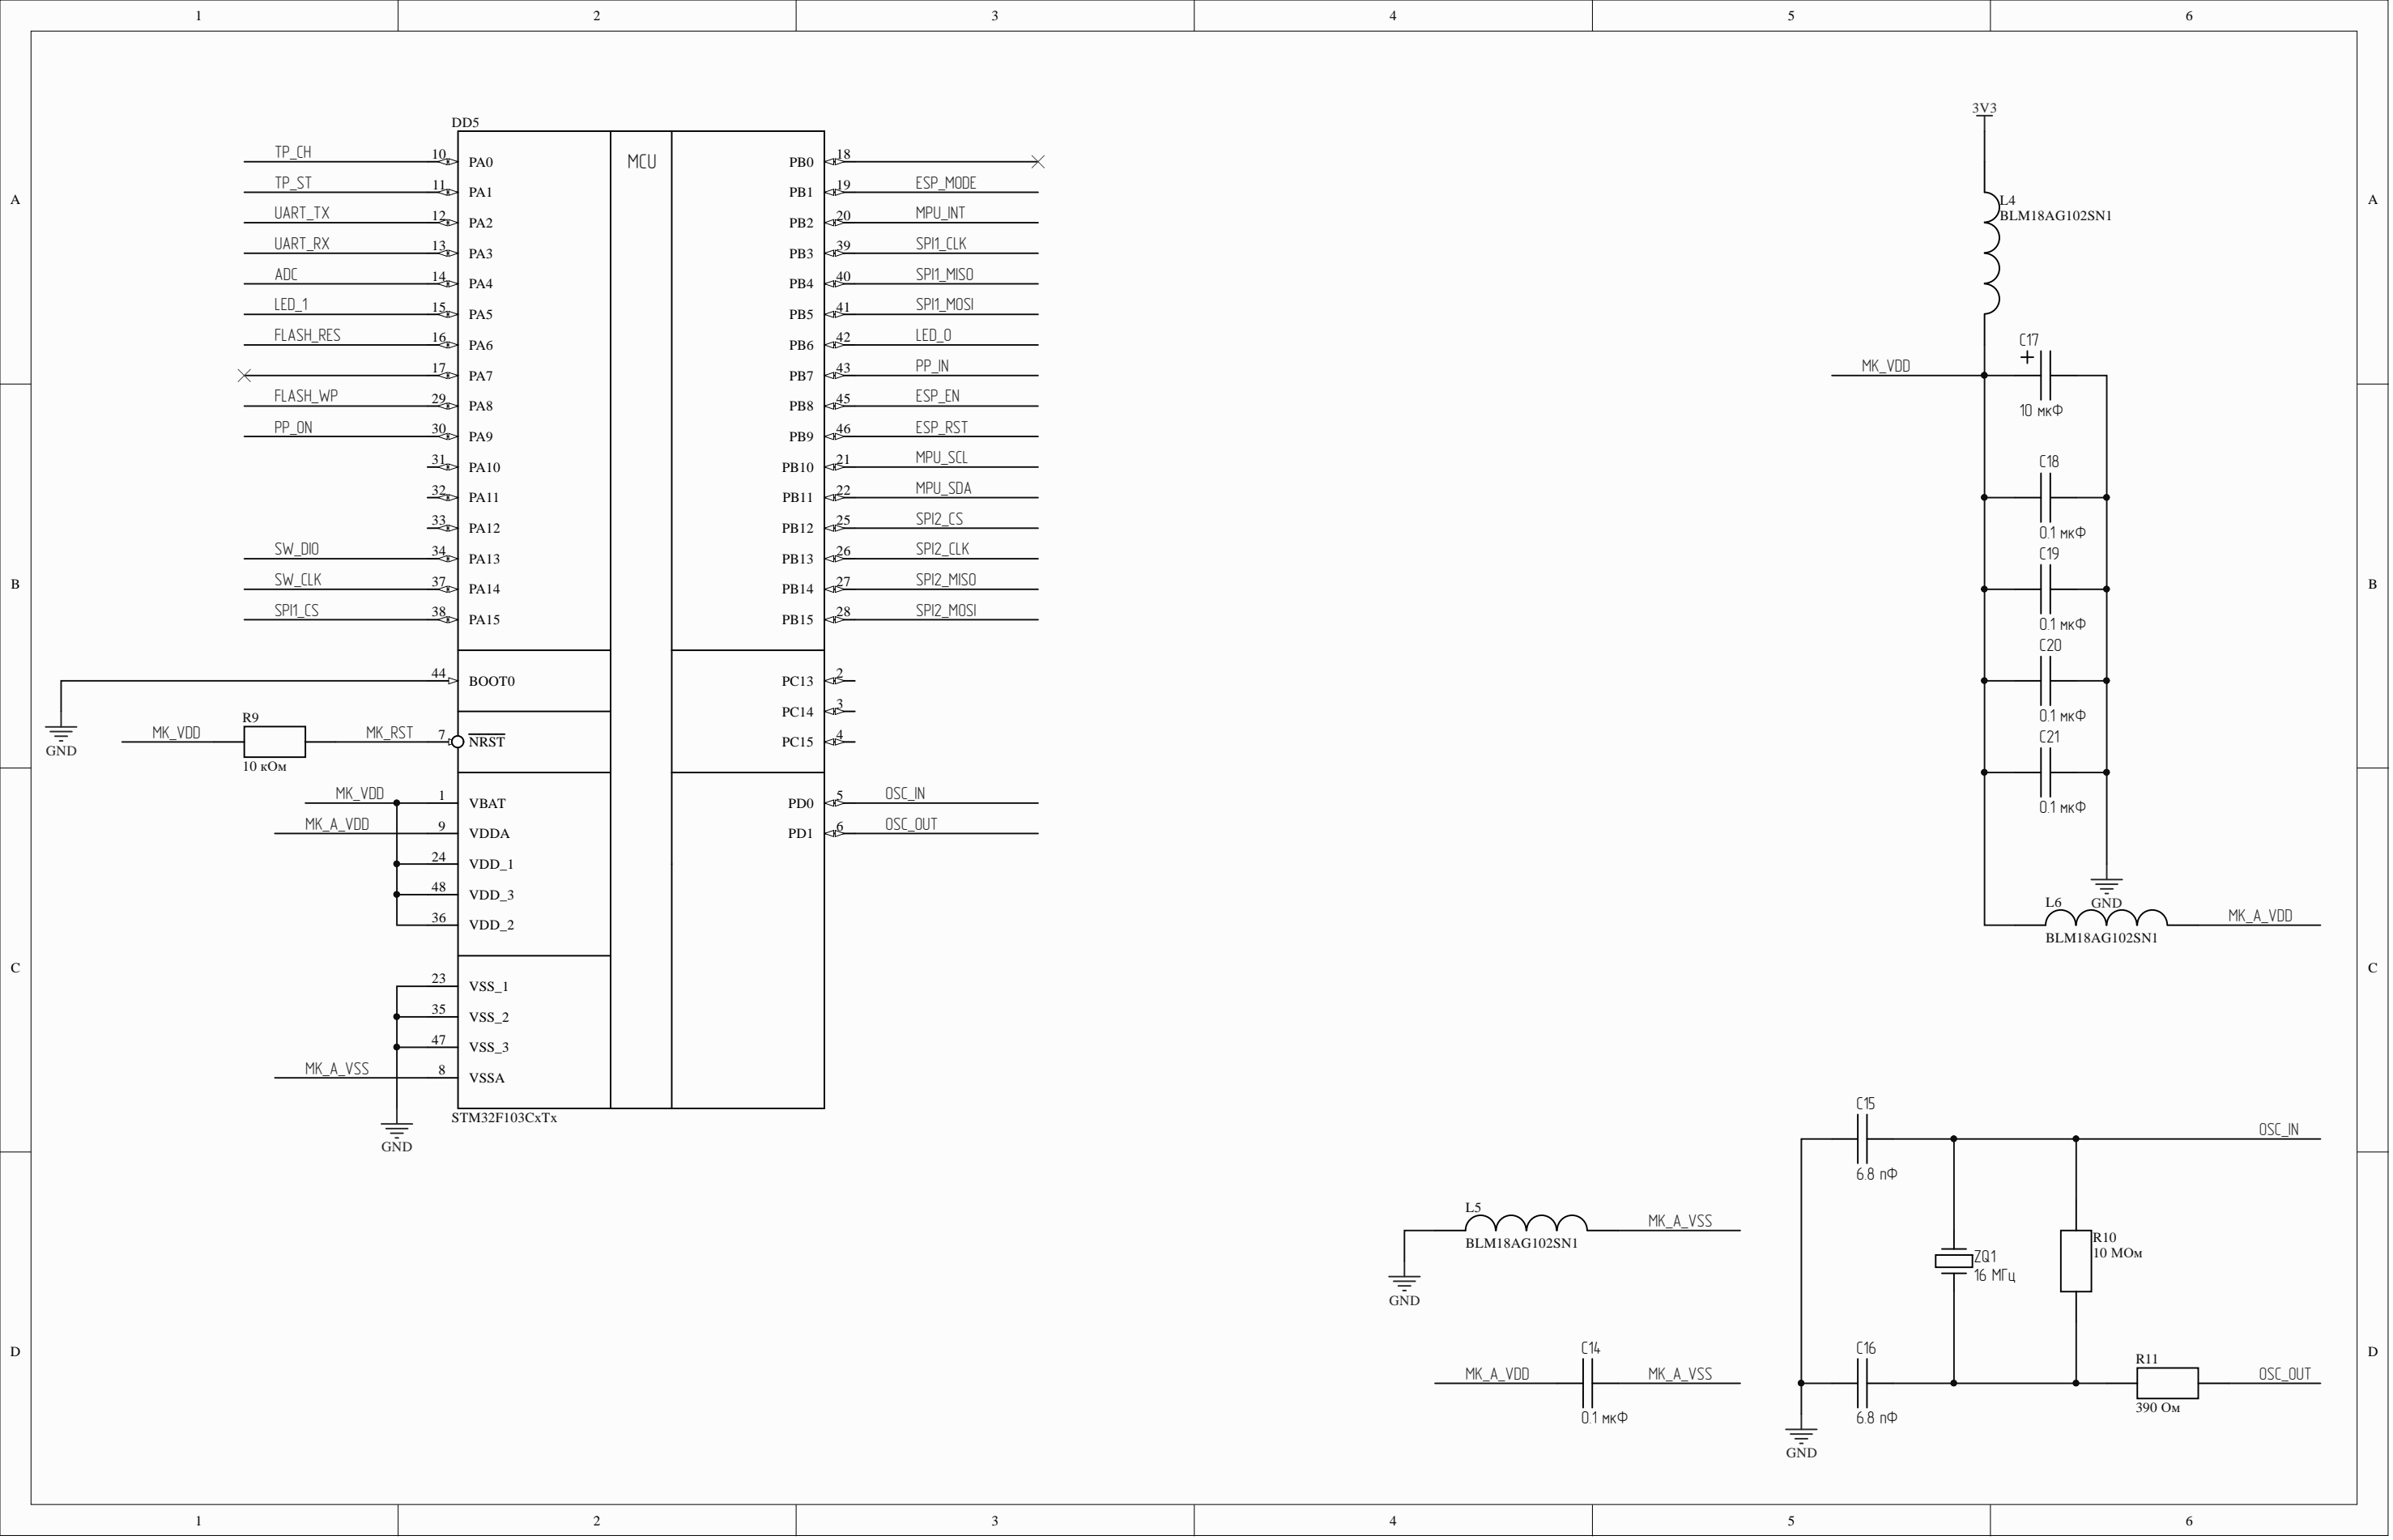 1 2 3 4 5 6
A A
B B
C C
D D
DD5
MCU
TP_CH 10 PA0
TP_ST 11 PA1
UART_TX 12 PA2
UART_RX 13 PA3
ADC 14 PA4
LED_1 15 PA5
FLASH_RES 16 PA6
17 PA7
FLASH_WP 29 PA8
PP_ON 30 PA9
31 PA10
32 PA11
33 PA12
SW_DIO 34 PA13
SW_CLK 37 PA14
SPI1_CS 38 PA15
44 BOOT0
GND
MK_VDD R9 MK_RST 7 NRST
10 кОм
MK_VDD 1 VBAT
MK_A_VDD 9 VDDA
24 VDD_1
48 VDD_3
36 VDD_2
23 VSS_1
35 VSS_2
47 VSS_3
MK_A_VSS 8 VSSA
GND
STM32F103CxTx
PB0 18
PB1 19 ESP_MODE
PB2 20 MPU_INT
PB3 39 SPI1_CLK
PB4 40 SPI1_MISO
PB5 41 SPI1_MOSI
PB6 42 LED_0
PB7 43 PP_IN
PB8 45 ESP_EN
PB9 46 ESP_RST
PB10 21 MPU_SCL
PB11 22 MPU_SDA
PB12 25 SPI2_CS
PB13 26 SPI2_CLK
PB14 27 SPI2_MISO
PB15 28 SPI2_MOSI
PC13 2
PC14 3
PC15 4
PD0 5 OSC_IN
PD1 6 OSC_OUT
3V3
L4
BLM18AG102SN1
MK_VDD
C17
+
10 мкФ
C18
0.1 мкФ
C19
0.1 мкФ
C20
0.1 мкФ
C21
0.1 мкФ
GND
L6
BLM18AG102SN1
MK_A_VDD
L5
BLM18AG102SN1
MK_A_VSS
GND
MK_A_VDD C14 MK_A_VSS
0.1 мкФ
C15
6.8 пФ
OSC_IN
ZQ1
16 МГц
R10
10 МОм
C16
6.8 пФ
R11
390 Ом
OSC_OUT
GND
1 2 3 4 5 6